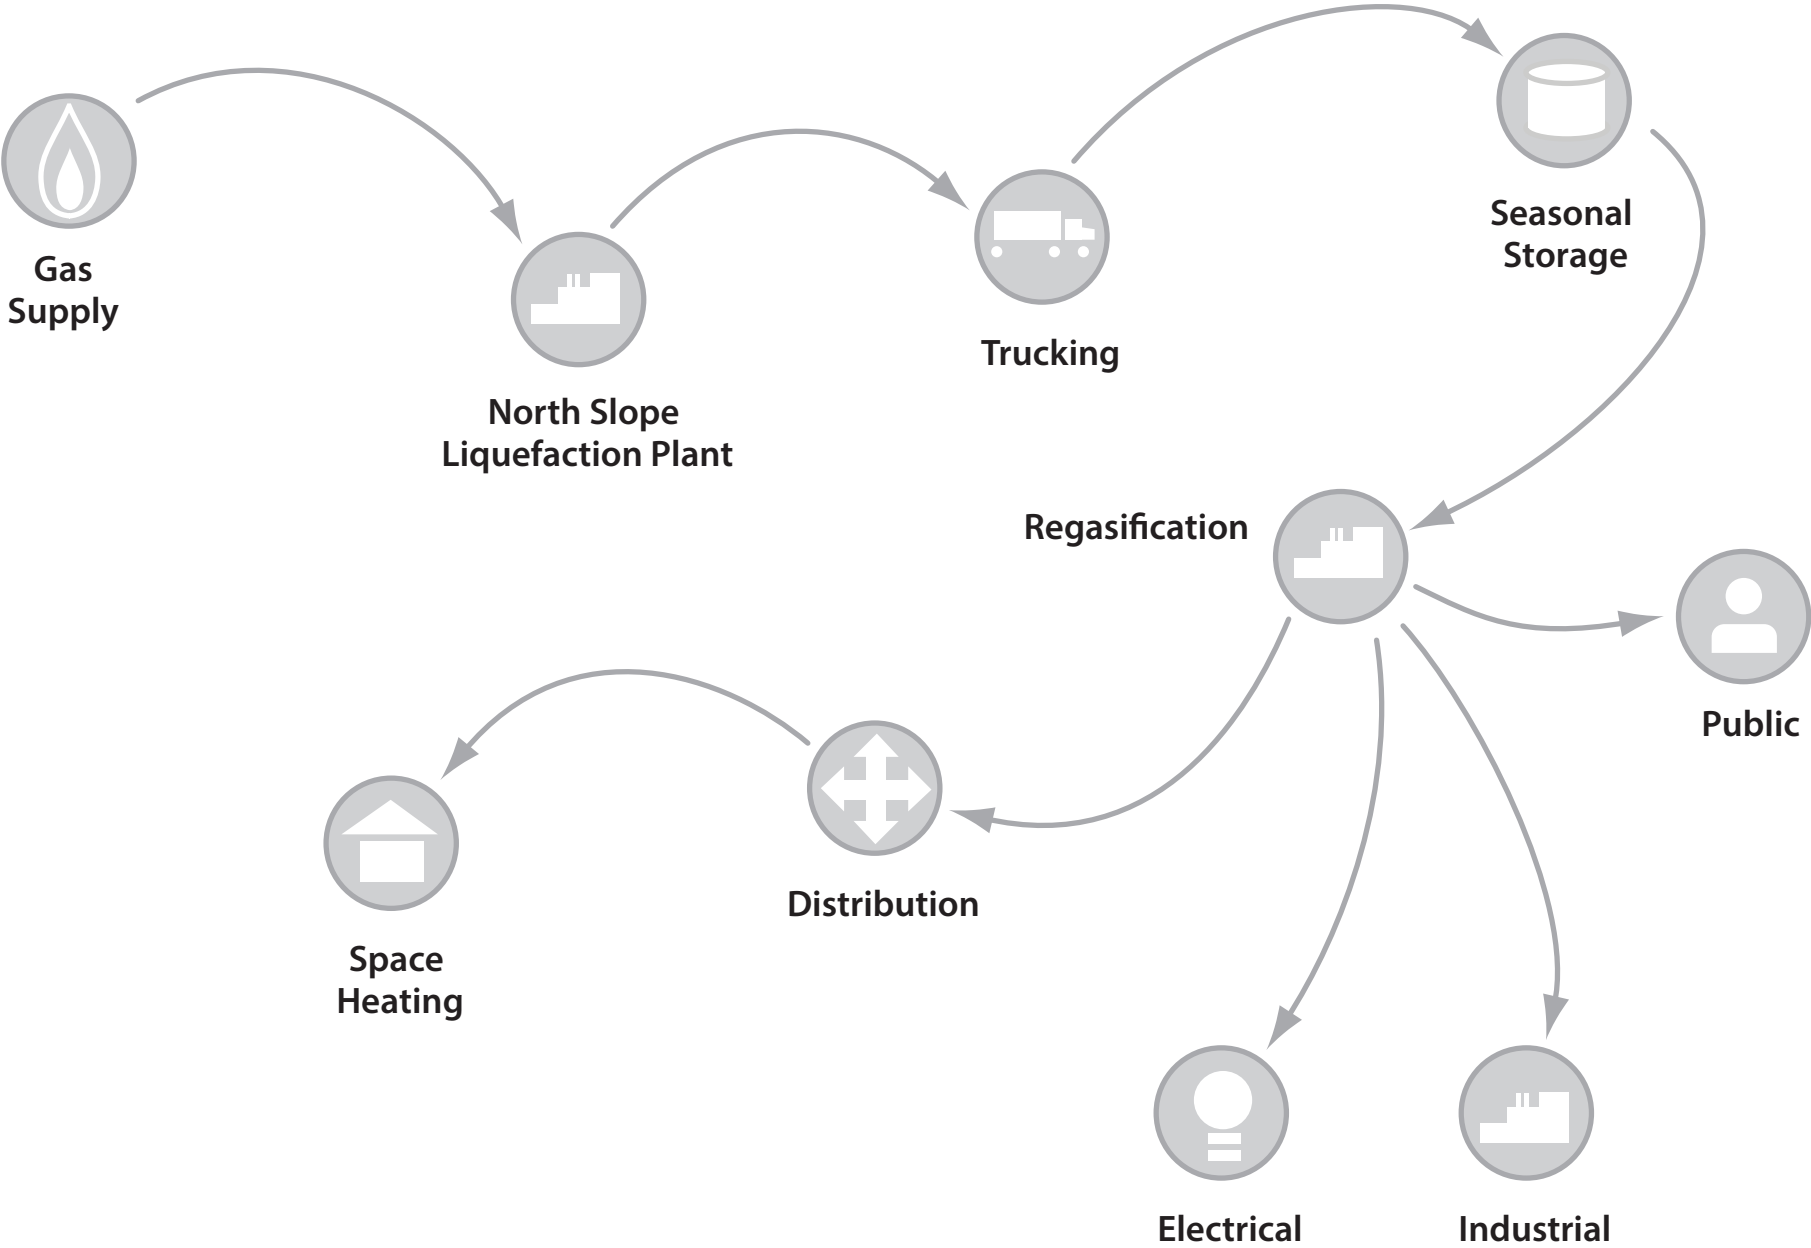 Gas
Supply
North Slope
Liquefaction Plant
Trucking
Seasonal
Storage
Regasification
Public
Distribution
Space
Heating
Electrical
Industrial